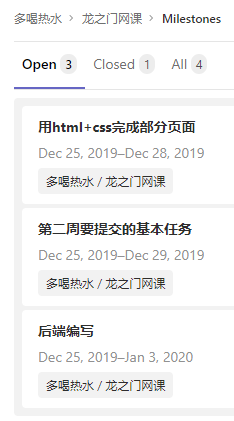 多喝热水 > 龙之门网课 > Milestones
Open 3 Closed 1 All 4
用html+css完成部分页面
Dec 25, 2019–Dec 28, 2019
多喝热水 / 龙之门网课
第二周要提交的基本任务
Dec 25, 2019–Dec 29, 2019
多喝热水 / 龙之门网课
后端编写
Dec 25, 2019–Jan 3, 2020
多喝热水 / 龙之门网课